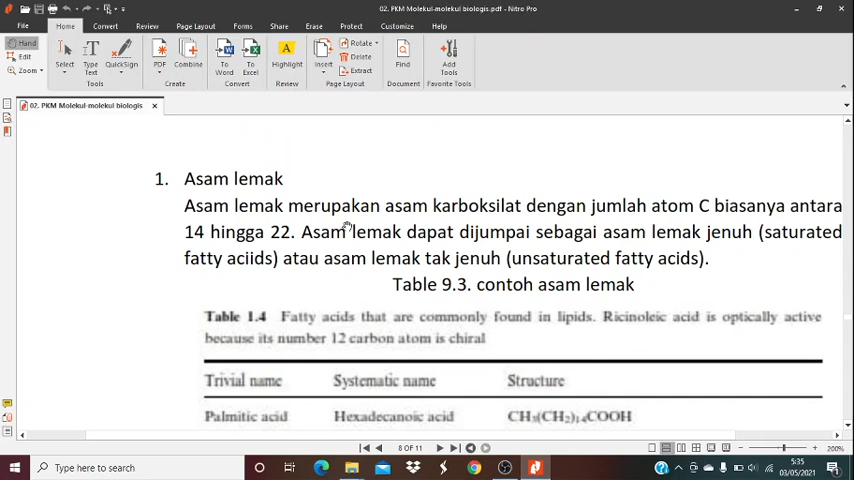 02. PKM Molekul-molekul biologis.pdf - Nitro Pro
File Home Convert Review Page Layout Forms Share Erase Protect Customize Help
Hand
Edit
Zoom
Select
Type Text
QuickSign
PDF
Combine
To Word
To Excel
Highlight
Insert
Rotate
Delete
Extract
Find
Add Tools
Tools Create Convert Review Page Layout Document Favorite Tools
02. PKM Molekul-molekul biologis
1. Asam lemak
Asam lemak merupakan asam karboksilat dengan jumlah atom C biasanya antara
14 hingga 22. Asam lemak dapat dijumpai sebagai asam lemak jenuh (saturated
fatty aciids) atau asam lemak tak jenuh (unsaturated fatty acids).
Table 9.3. contoh asam lemak
Table 1.4 Fatty acids that are commonly found in lipids. Ricinoleic acid is optically active
because its number 12 carbon atom is chiral
Trivial name Systematic name Structure
Palmitic acid Hexadecanoic acid CH₃(CH₂)₁₄COOH
8 OF 11
200%
Type here to search
5:35
03/05/2021